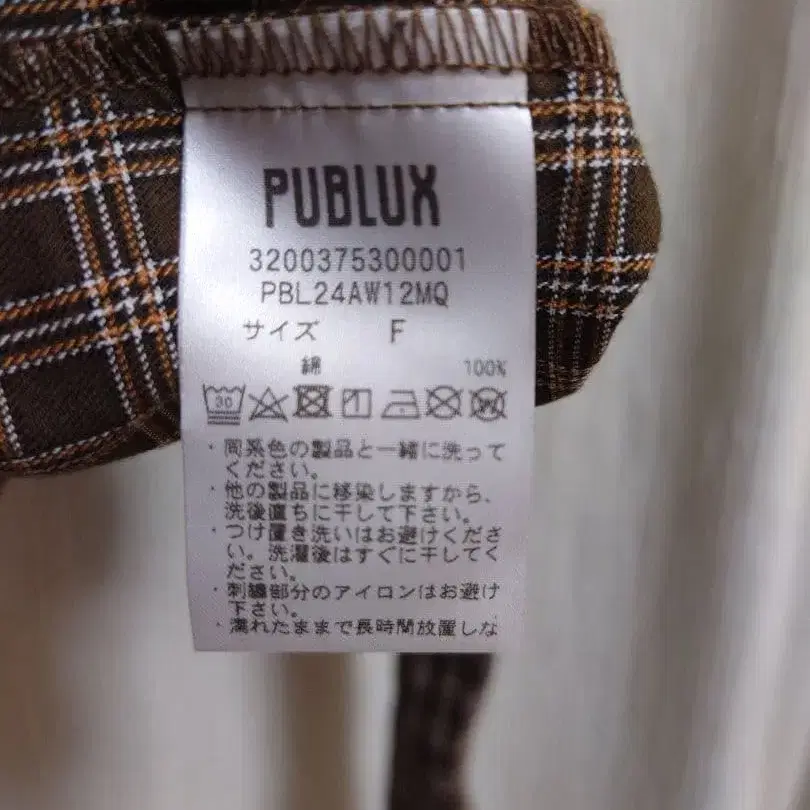 PUBLUX
3200375300001
PBL24AW12MQ
サイズ F
綿 100%
30
・同系色の製品と一緒に洗って
ください。
・他の製品に移染しますから、
洗後直ちに干して下さい。
・つけ置き洗いはお避けくださ
い。洗濯後はすぐに干してく
ださい。
・刺繍部分のアイロンはお避け
下さい。
・濡れたままで長時間放置しな